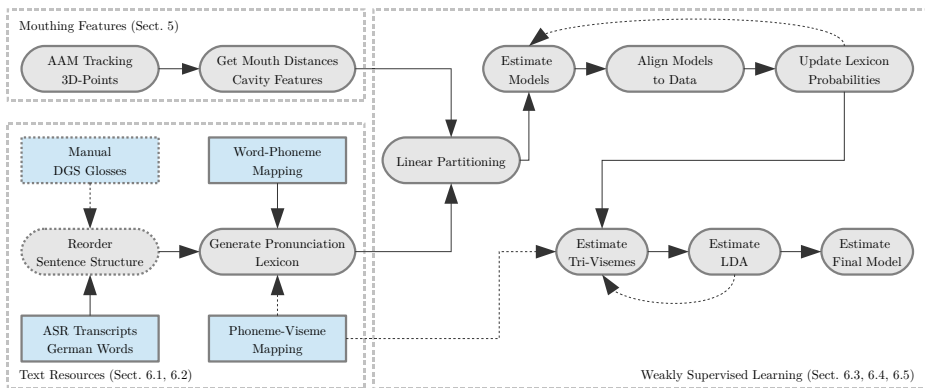 Mouthing Features (Sect. 5)
AAM Tracking
3D-Points
Get Mouth Distances
Cavity Features
Estimate
Models
Align Models
to Data
Update Lexicon
Probabilities
Manual
DGS Glosses
Word-Phoneme
Mapping
Linear Partitioning
Reorder
Sentence Structure
Generate Pronunciation
Lexicon
Estimate
Tri-Visemes
Estimate
LDA
Estimate
Final Model
ASR Transcripts
German Words
Phoneme-Viseme
Mapping
Text Resources (Sect. 6.1, 6.2)
Weakly Supervised Learning (Sect. 6.3, 6.4, 6.5)